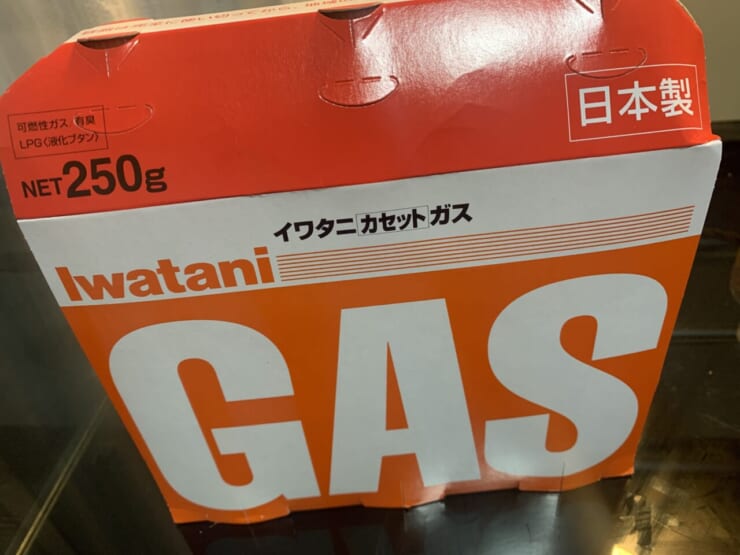 日本製
可燃性ガス 有臭
LPG〈液化ブタン〉
NET250g
イワタニカセットガス
Iwatani
GAS